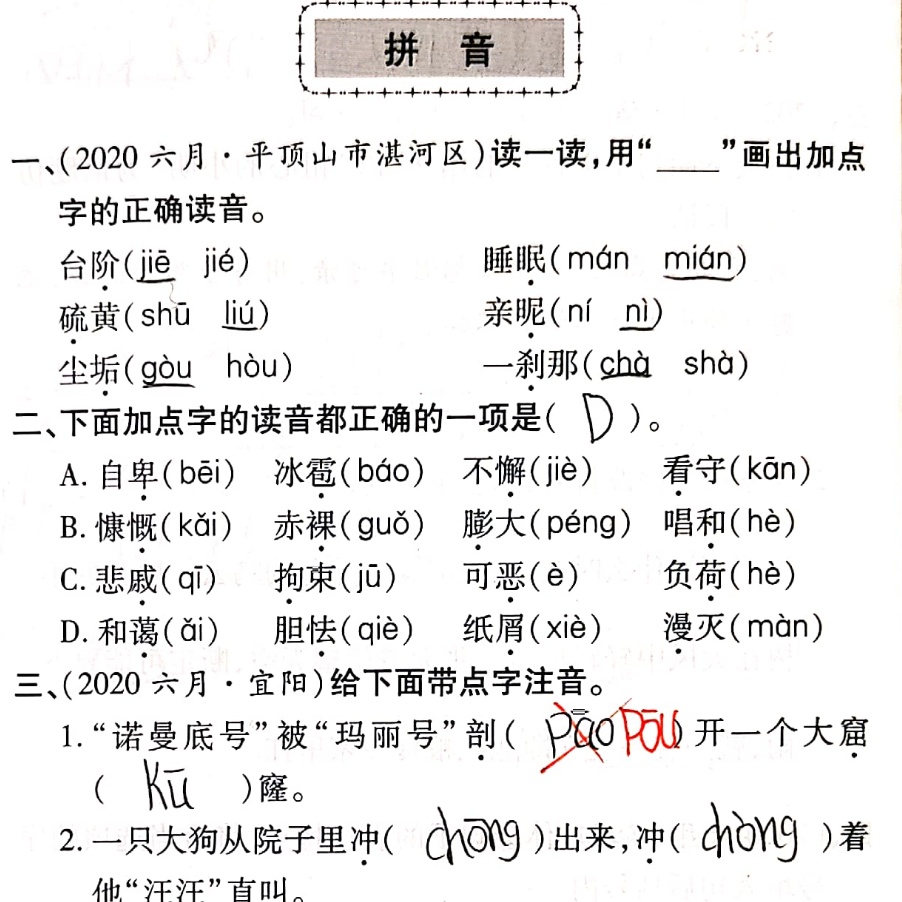 拼 音
一、(2020 六月·平顶山市湛河区)读一读,用“____”画出加点
字的正确读音。
台阶(jiē jié) 睡眠(mán mián)
硫黄(shū liú) 亲昵(ní nì)
尘垢(gòu hòu) 一刹那(chà shà)
二、下面加点字的读音都正确的一项是( D )。
A. 自卑(bēi) 冰雹(báo) 不懈(jiè) 看守(kān)
B. 慷慨(kǎi) 赤裸(guǒ) 膨大(péng) 唱和(hè)
C. 悲戚(qī) 拘束(jū) 可恶(è) 负荷(hè)
D. 和蔼(ǎi) 胆怯(qiè) 纸屑(xiè) 漫灭(màn)
三、(2020 六月·宜阳)给下面带点字注音。
1. “诺曼底号”被“玛丽号”剖( pāo pōu )开一个大窟
( kū )窿。
2. 一只大狗从院子里冲( chōng )出来,冲( chòng )着
他“汪汪”直叫。